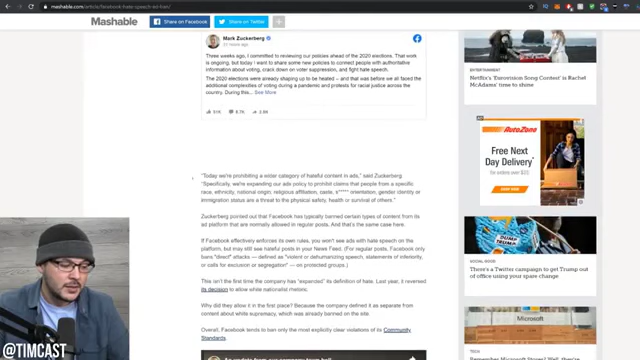 mashable.com/article/facebook-hate-speech-ad-ban/
Mashable
Share on Facebook
Share on Twitter
Mark Zuckerberg
Three weeks ago, I committed to reviewing our policies ahead of the 2020 elections. That work
is ongoing, but today I want to share some new policies to connect people with authoritative
information about voting, crack down on voter suppression, and fight hate speech.
The 2020 elections were already shaping up to be heated -- and that was before we all faced the
additional complexities of voting during a pandemic and protests for racial justice across the
country. During this... See More
ENTERTAINMENT
Netflix's 'Eurovision Song Contest' is Rachel
McAdams' time to shine
AutoZone
Free Next
Day Delivery*
"Today we're prohibiting a wider category of hateful content in ads," said Zuckerberg
"Specifically, we're expanding our ads policy to prohibit claims that people from a specific
race, ethnicity, national origin, religious affiliation, caste, s***** orientation, gender identity or
immigration status are a threat to the physical safety, health or survival of others."
Zuckerberg pointed out that Facebook has typically banned certain types of content from its
ad platform that are normally allowed in regular posts. And that's the same case here.
If Facebook effectively enforces its own rules, you won't see ads with hate speech on the
platform, but may still see hateful posts in your News Feed. (For regular posts, Facebook only
bans "direct" attacks — defined as "violent or dehumanizing speech, statements of inferiority,
or calls for exclusion or segregation" — on protected groups.)
This isn't the first time the company has "expanded" its definition of hate. Last year, it reversed
its decision to allow white nationalist rhetoric.
Why did they allow it in the first place? Because the company defined it as separate from
content about white supremacy, which was already banned on the site.
Overall, Facebook tends to ban only the most explicitly clear violations of its Community
Standards.
SOCIAL GOOD
There's a Twitter campaign to get Trump out
of office using your spare change
Microsoft
TECH
Remember Microsoft Stores? Well, they're
An update from our company town hall
@TIMCAST